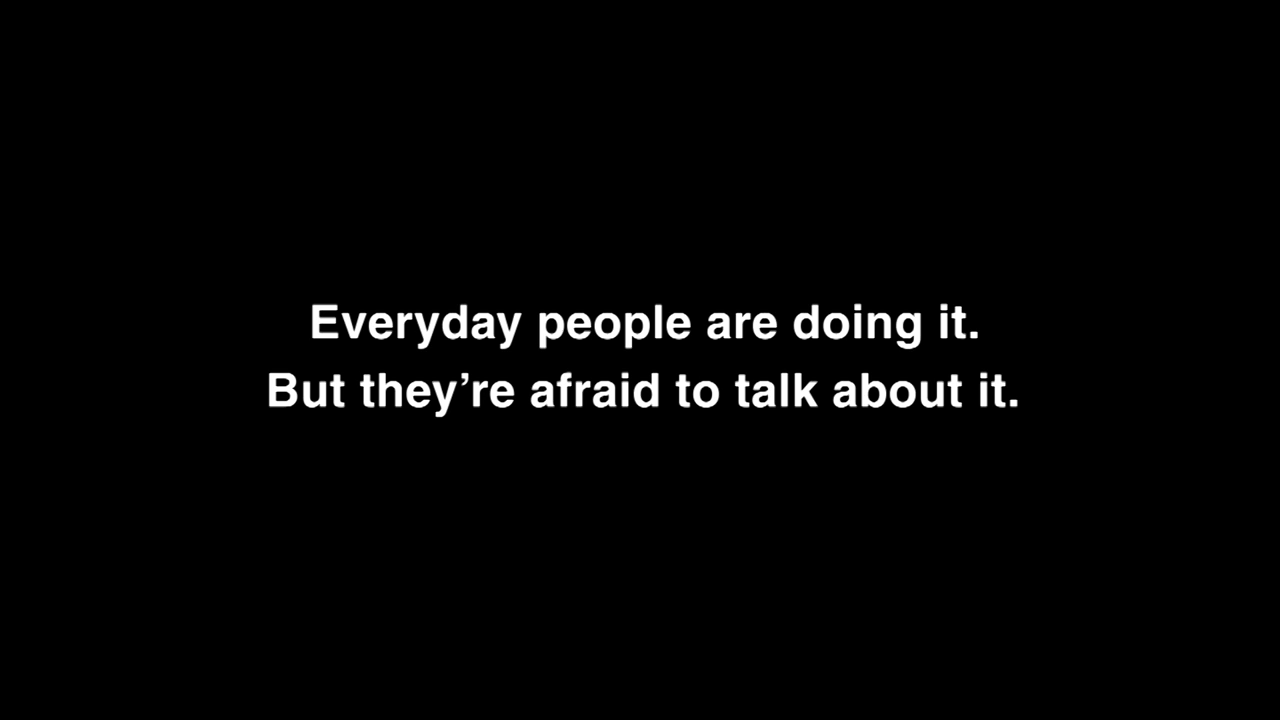 Everyday people are doing it.
But they’re afraid to talk about it.